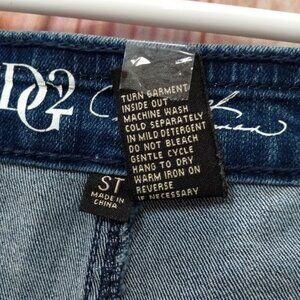 DG2
TURN GARMENT
INSIDE OUT
MACHINE WASH
COLD SEPARATELY
IN MILD DETERGENT
DO NOT BLEACH
GENTLE CYCLE
HANG TO DRY
WARM IRON ON
REVERSE
IF NECESSARY
ST
MADE IN
CHINA